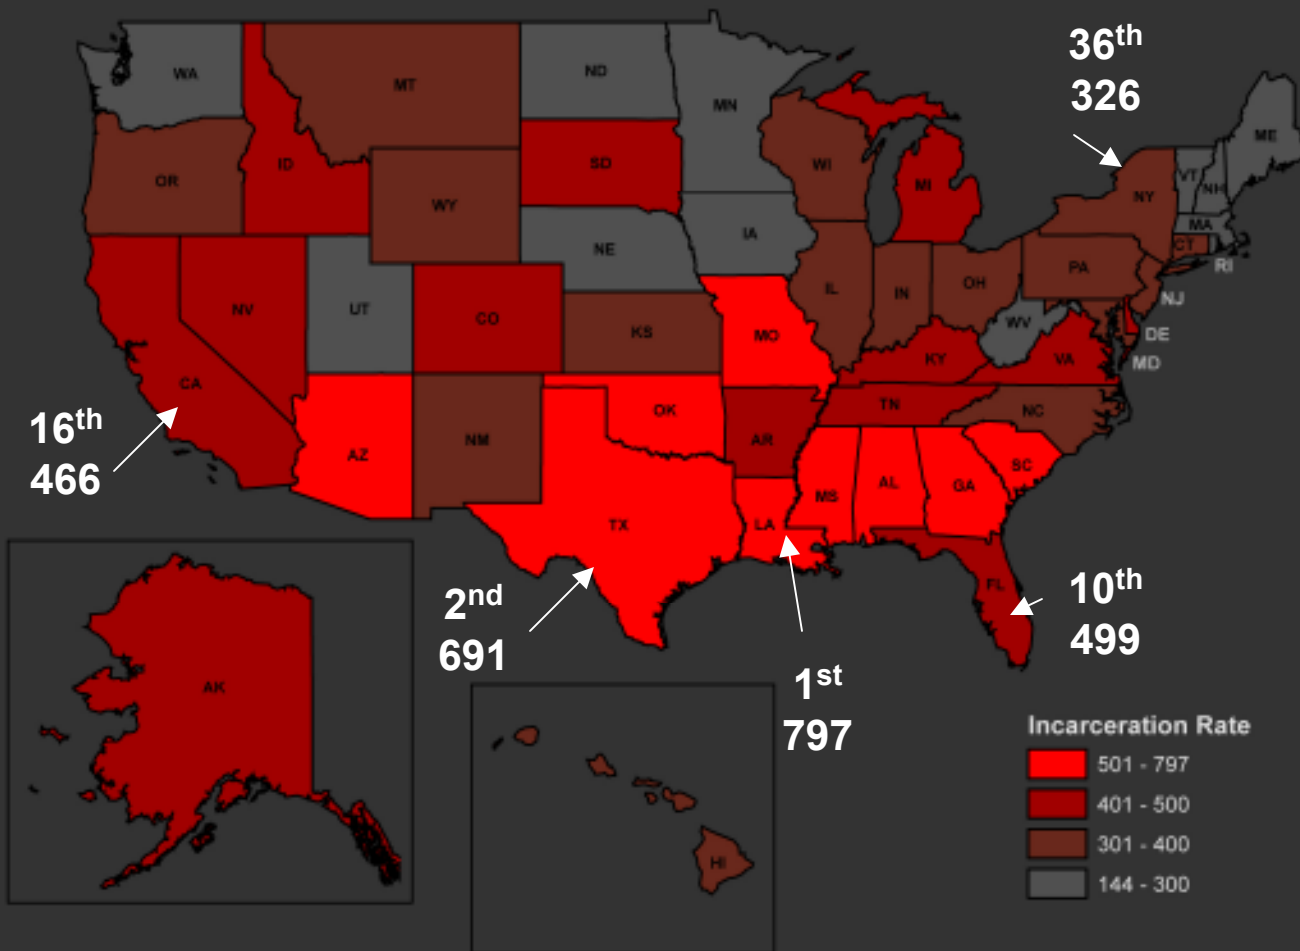 36th
326
WA
MT
ND
MN
ME
OR
ID
SD
WI
MI
VT
NH
NY
WY
MA
CT
RI
NE
IA
PA
NV
UT
CO
IL
IN
OH
NJ
KS
MO
WV
DE
KY
VA
MD
CA
16th
466
OK
TN
NC
AZ
NM
AR
SC
MS
AL
GA
TX
LA
2nd
691
FL
10th
499
AK
1st
797
HI
Incarceration Rate
501 - 797
401 - 500
301 - 400
144 - 300